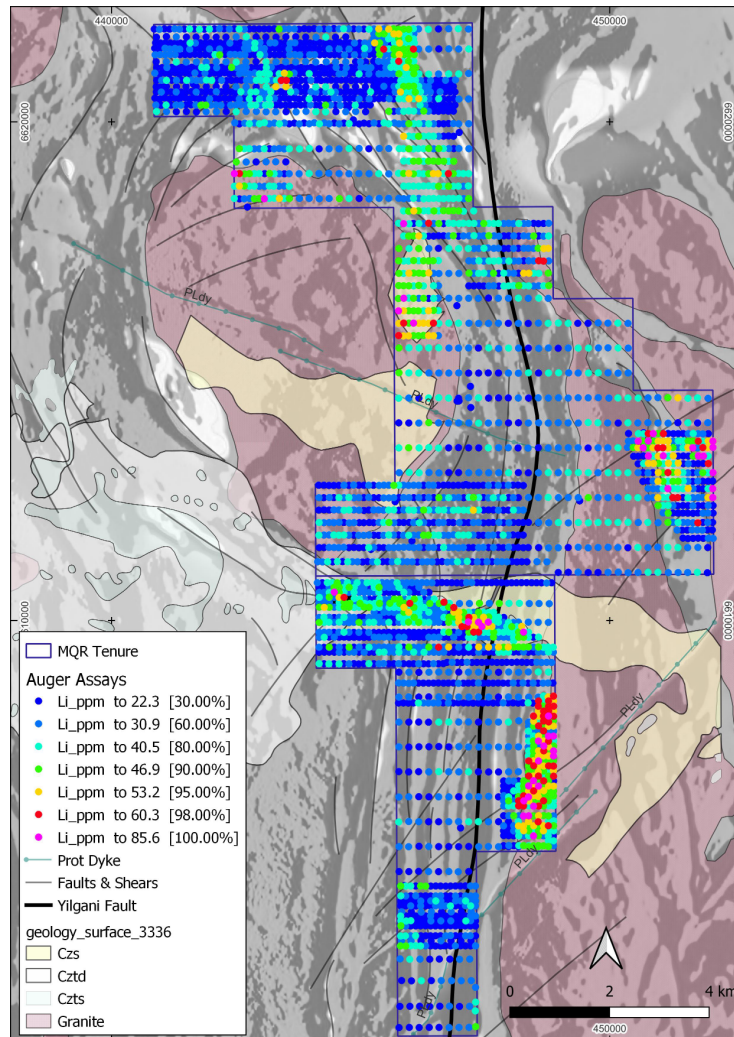 440000
450000
6620000
6620000
PLdy
PLdy
610000
6610000
PLdy
PLdy
PLdy
MQR Tenure
Auger Assays
Li_ppm to 22.3 [30.00%]
Li_ppm to 30.9 [60.00%]
Li_ppm to 40.5 [80.00%]
Li_ppm to 46.9 [90.00%]
Li_ppm to 53.2 [95.00%]
Li_ppm to 60.3 [98.00%]
Li_ppm to 85.6 [100.00%]
Prot Dyke
Faults & Shears
Yilgani Fault
geology_surface_3336
Czs
Cztd
Czts
Granite
0 2 4 km
450000